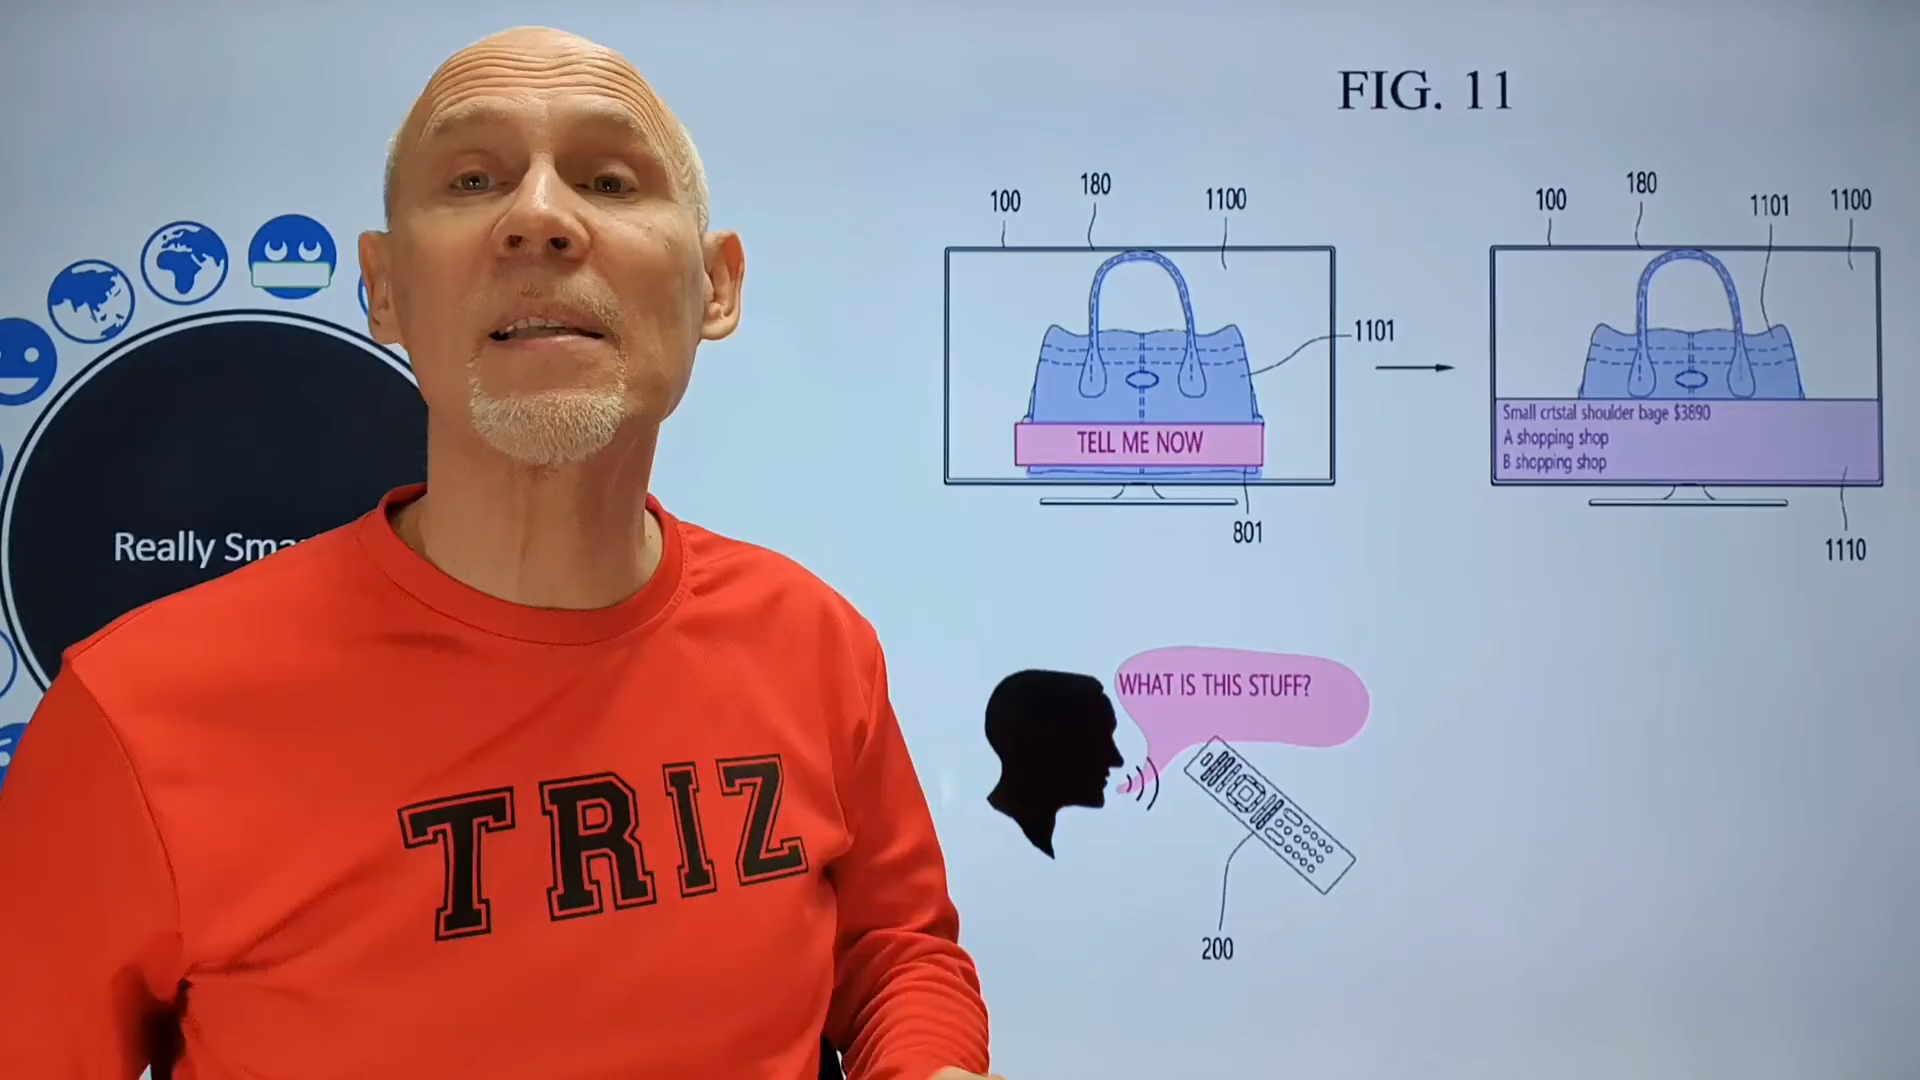 FIG. 11
100
180
1100
1101
TELL ME NOW
801
100
180
1101
1100
Small crtstal shoulder bage $3890
A shopping shop
B shopping shop
1110
WHAT IS THIS STUFF?
200
Really
TRIZ